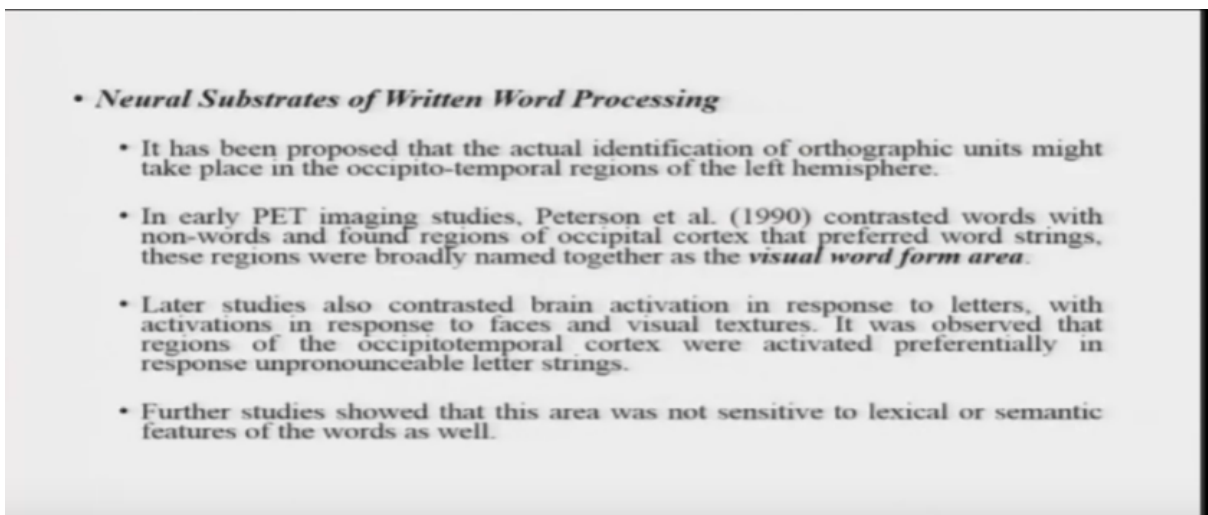 • Neural Substrates of Written Word Processing
• It has been proposed that the actual identification of orthographic units might
take place in the occipito-temporal regions of the left hemisphere.
• In early PET imaging studies, Peterson et al. (1990) contrasted words with
non-words and found regions of occipital cortex that preferred word strings,
these regions were broadly named together as the visual word form area.
• Later studies also contrasted brain activation in response to letters, with
activations in response to faces and visual textures. It was observed that
regions of the occipitotemporal cortex were activated preferentially in
response unpronounceable letter strings.
• Further studies showed that this area was not sensitive to lexical or semantic
features of the words as well.